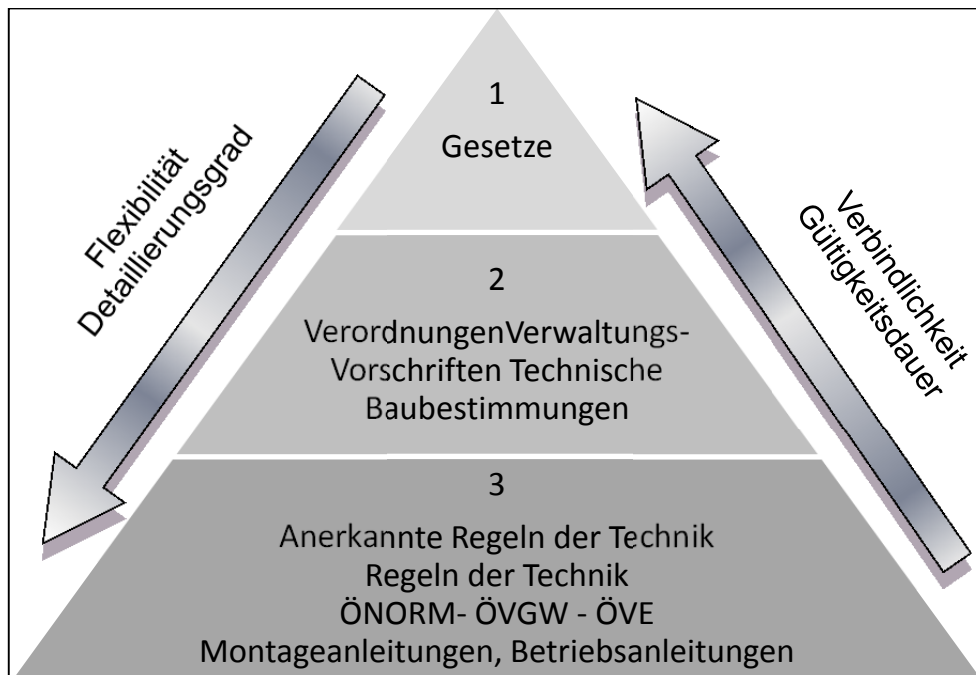 1
Gesetze
Flexibilität
Detaillierungsgrad
Verbindlichkeit
Gültigkeitsdauer
2
VerordnungenVerwaltungs-
Vorschriften Technische
Baubestimmungen
3
Anerkannte Regeln der Technik
Regeln der Technik
ÖNORM- ÖVGW - ÖVE
Montageanleitungen, Betriebsanleitungen